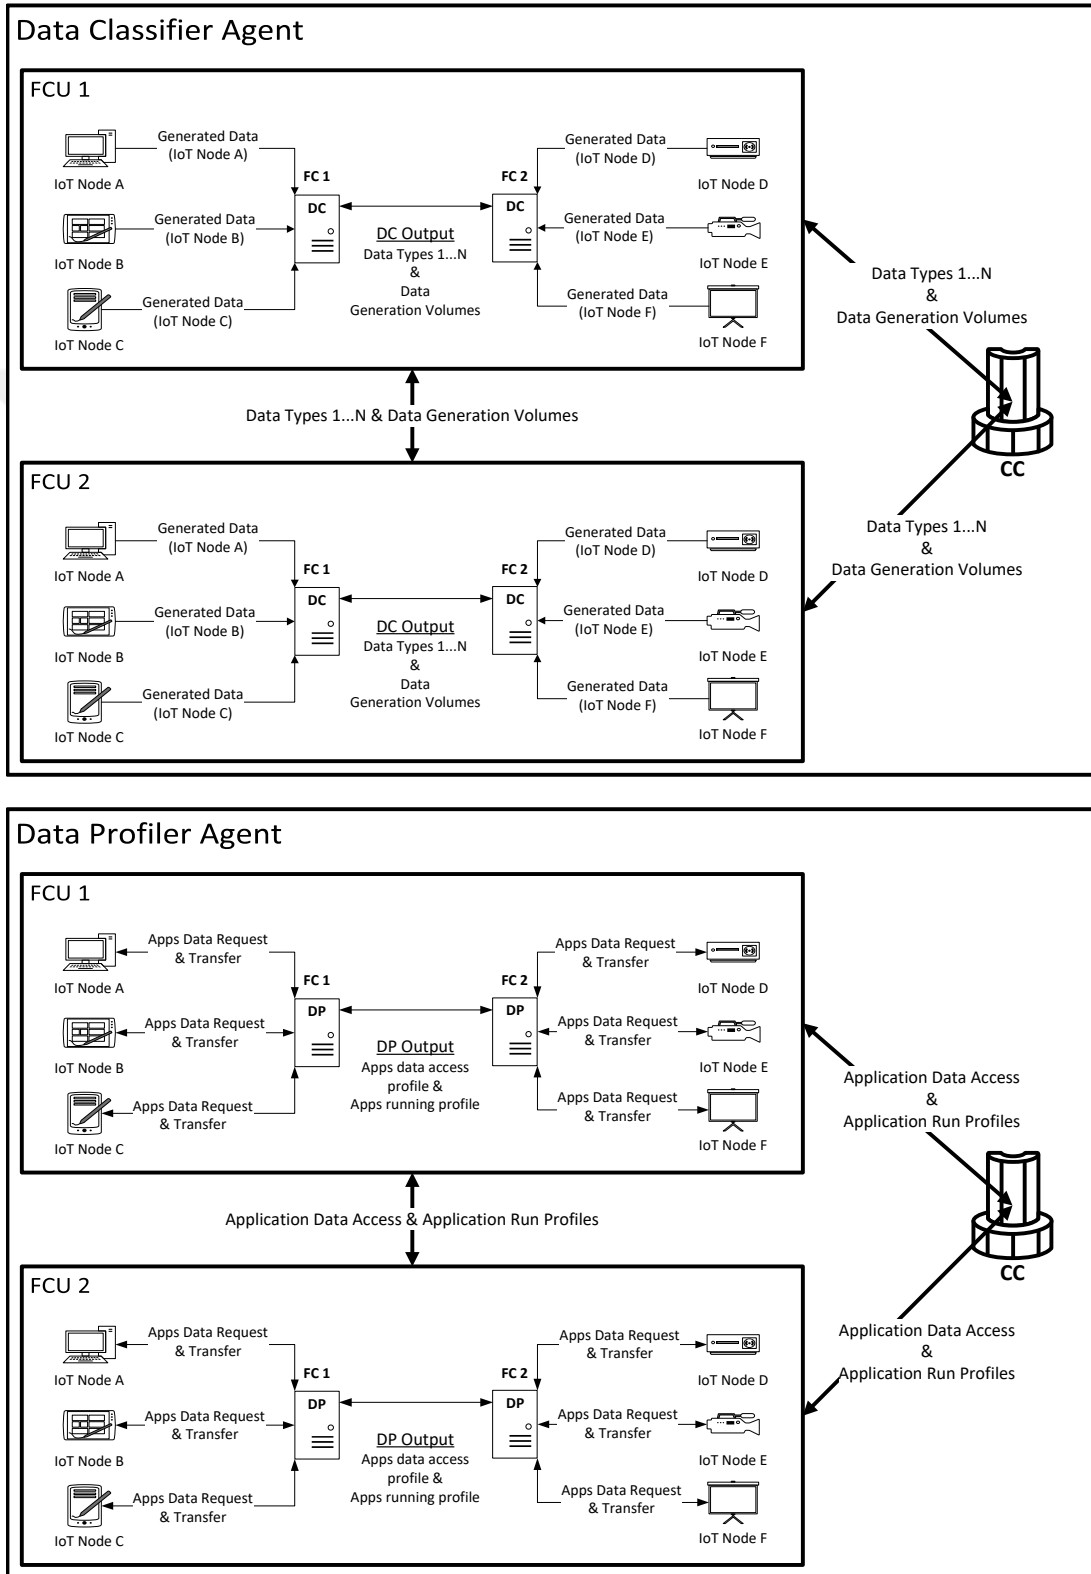 Data Classifier Agent
FCU 1
Generated Data
(IoT Node A)
IoT Node A
Generated Data
(IoT Node B)
IoT Node B
Generated Data
(IoT Node C)
IoT Node C
FC 1
DC
DC Output
Data Types 1...N
&
Data
Generation Volumes
FC 2
DC
Generated Data
(IoT Node D)
IoT Node D
Generated Data
(IoT Node E)
IoT Node E
Generated Data
(IoT Node F)
IoT Node F
Data Types 1...N
&
Data Generation Volumes
CC
Data Types 1...N & Data Generation Volumes
FCU 2
Generated Data
(IoT Node A)
IoT Node A
Generated Data
(IoT Node B)
IoT Node B
Generated Data
(IoT Node C)
IoT Node C
FC 1
DC
DC Output
Data Types 1...N
&
Data
Generation Volumes
FC 2
DC
Generated Data
(IoT Node D)
IoT Node D
Generated Data
(IoT Node E)
IoT Node E
Generated Data
(IoT Node F)
IoT Node F
Data Types 1...N
&
Data Generation Volumes
Data Profiler Agent
FCU 1
Apps Data Request
& Transfer
IoT Node A
Apps Data Request
& Transfer
IoT Node B
Apps Data Request
& Transfer
IoT Node C
FC 1
DP
DP Output
Apps data access
profile &
Apps running profile
FC 2
DP
Apps Data Request
& Transfer
IoT Node D
Apps Data Request
& Transfer
IoT Node E
Apps Data Request
& Transfer
IoT Node F
Application Data Access
&
Application Run Profiles
CC
Application Data Access & Application Run Profiles
FCU 2
Apps Data Request
& Transfer
IoT Node A
Apps Data Request
& Transfer
IoT Node B
Apps Data Request
& Transfer
IoT Node C
FC 1
DP
DP Output
Apps data access
profile &
Apps running profile
FC 2
DP
Apps Data Request
& Transfer
IoT Node D
Apps Data Request
& Transfer
IoT Node E
Apps Data Request
& Transfer
IoT Node F
Application Data Access
&
Application Run Profiles